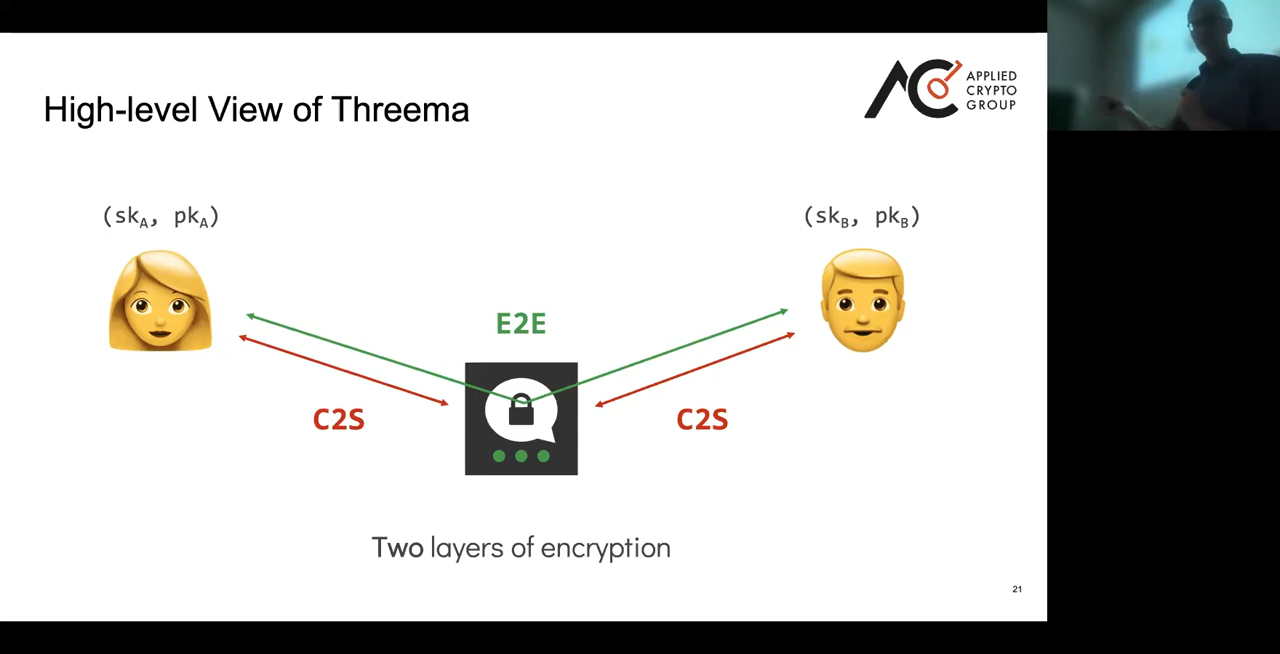 High-level View of Threema
APPLIED
CRYPTO
GROUP
(skA, pkA)
(skB, pkB)
E2E
C2S
C2S
Two layers of encryption
21